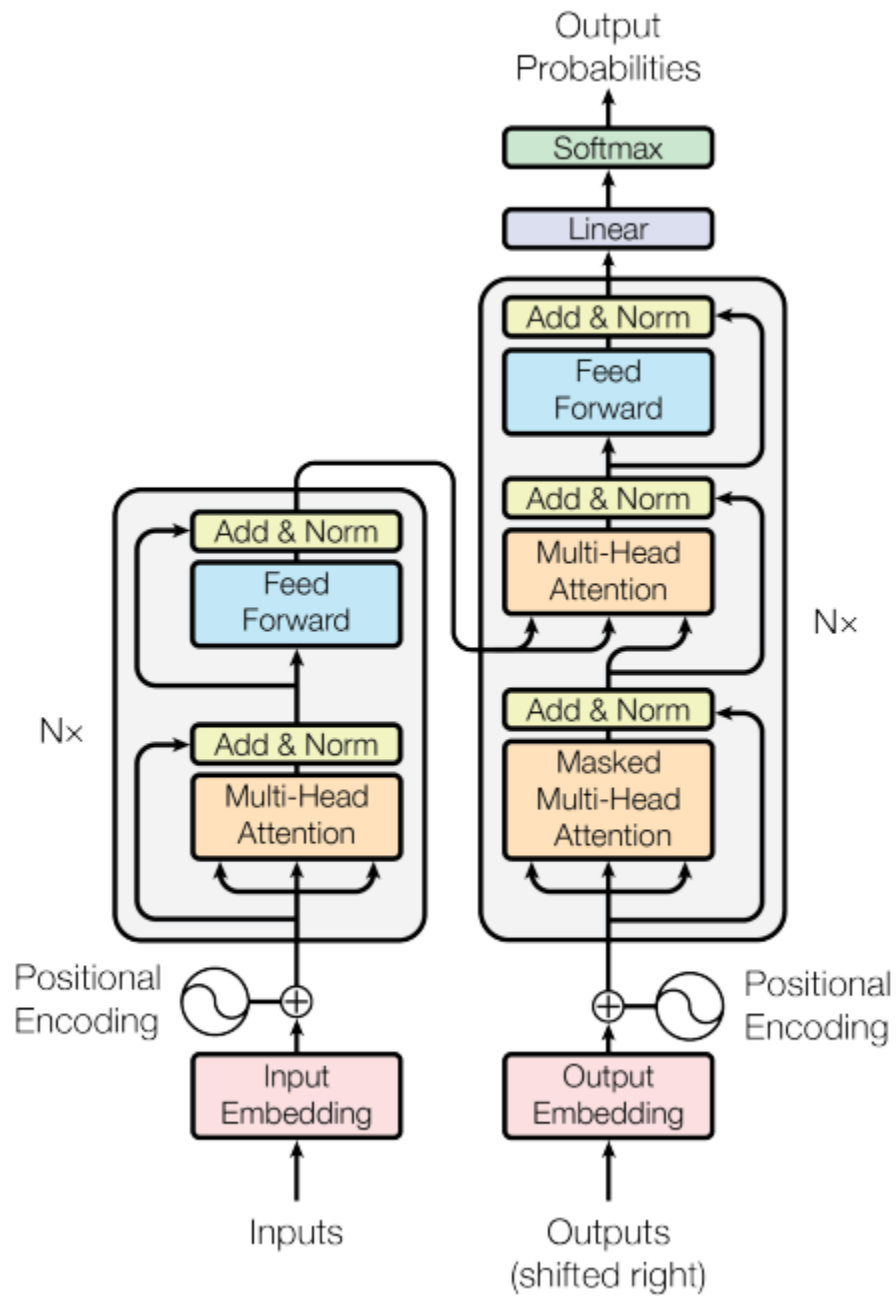 Output
Probabilities
Softmax
Linear
Add & Norm
Feed
Forward
Add & Norm
Multi-Head
Attention
Add & Norm
Masked
Multi-Head
Attention
N×
Add & Norm
Feed
Forward
Add & Norm
Multi-Head
Attention
N×
Positional
Encoding
Positional
Encoding
Input
Embedding
Output
Embedding
Inputs
Outputs
(shifted right)